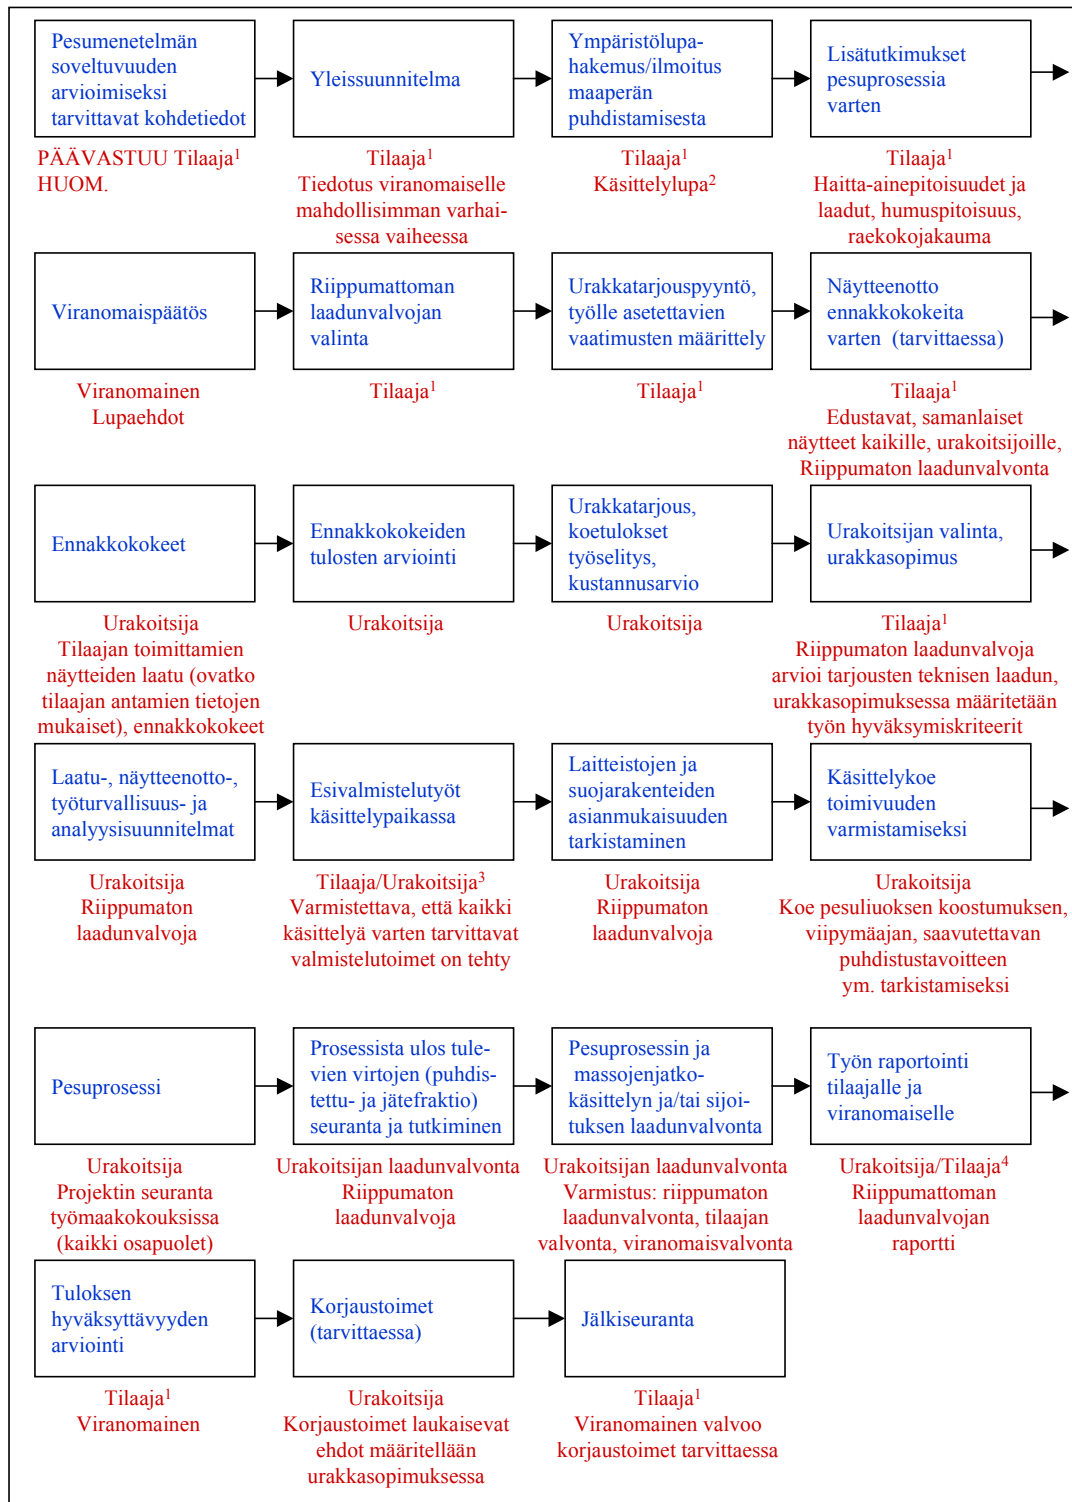 Pesumenetelmän
soveltuvuuden
arvioimiseksi
tarvittavat kohdetiedot
PÄÄVASTUU Tilaaja¹
HUOM.
Yleissuunnitelma
Tilaaja¹
Tiedotus viranomaiselle
mahdollisimman varhai-
sessa vaiheessa
Ympäristölupa-
hakemus/ilmoitus
maaperän
puhdistamisesta
Tilaaja¹
Käsittelylupa²
Lisätutkimukset
pesuprosessia
varten
Tilaaja¹
Haitta-ainepitoisuudet ja
laadut, humuspitoisuus,
raekokojakauma
Viranomaispäätös
Viranomainen
Lupaehdot
Riippumattoman
laadunvalvojan
valinta
Tilaaja¹
Urakkatarjouspyyntö,
työlle asetettavien
vaatimusten määrittely
Tilaaja¹
Näytteenotto
ennakkokokeita
varten (tarvittaessa)
Tilaaja¹
Edustavat, samanlaiset
näytteet kaikille, urakoitsijoille,
Riippumaton laadunvalvonta
Ennakkokokeet
Urakoitsija
Tilaajan toimittamien
näytteiden laatu (ovatko
tilaajan antamien tietojen
mukaiset), ennakkokokeet
Ennakkokokeiden
tulosten arviointi
Urakoitsija
Urakkatarjous,
koetulokset
työselitys,
kustannusarvio
Urakoitsija
Urakoitsijan valinta,
urakkasopimus
Tilaaja¹
Riippumaton laadunvalvoja
arvioi tarjousten teknisen laadun,
urakkasopimuksessa määritetään
työn hyväksymiskriteerit
Laatu-, näytteenotto-,
työturvallisuus- ja
analyysisuunnitelmat
Urakoitsija
Riippumaton
laadunvalvoja
Esivalmistelutyöt
käsittelypaikassa
Tilaaja/Urakoitsija³
Varmistettava, että kaikki
käsittelyä varten tarvittavat
valmistelutoimet on tehty
Laitteistojen ja
suojarakenteiden
asianmukaisuuden
tarkistaminen
Urakoitsija
Riippumaton
laadunvalvoja
Käsittelykoe
toimivuuden
varmistamiseksi
Urakoitsija
Koe pesuliuoksen koostumuksen,
viipymäajan, saavutettavan
puhdistustavoitteen
ym. tarkistamiseksi
Pesuprosessi
Urakoitsija
Projektin seuranta
työmaakokouksissa
(kaikki osapuolet)
Prosessista ulos tule-
vien virtojen (puhdis-
tettu- ja jätefraktio)
seuranta ja tutkiminen
Urakoitsijan laadunvalvonta
Riippumaton
laadunvalvoja
Pesuprosessin ja
massojenjatko-
käsittelyn ja/tai sijoi-
tuksen laadunvalvonta
Urakoitsijan laadunvalvonta
Varmistus: riippumaton
laadunvalvonta, tilaajan
valvonta, viranomaisvalvonta
Työn raportointi
tilaajalle ja
viranomaiselle
Urakoitsija/Tilaaja⁴
Riippumattoman
laadunvalvojan
raportti
Tuloksen
hyväksyttävyyden
arviointi
Tilaaja¹
Viranomainen
Korjaustoimet
(tarvittaessa)
Urakoitsija
Korjaustoimet laukaisevat
ehdot määritellään
urakkasopimuksessa
Jälkiseuranta
Tilaaja¹
Viranomainen valvoo
korjaustoimet tarvittaessa